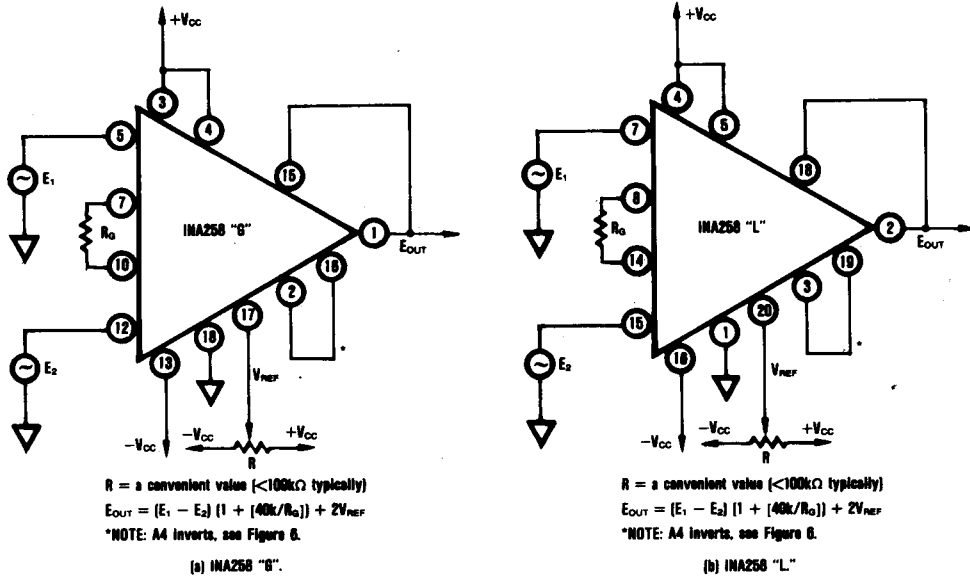 +VCC
3
4
5
15
E1
7
RG
INA258 "G"
1
EOUT
10
16
2
17
12
18
*
E2
13
VREF
−VCC
−VCC
+VCC
R
R = a convenient value (<100kΩ typically)
EOUT = (E1 − E2) (1 + [40k/RG]) + 2VREF
*NOTE: A4 inverts, see Figure 6.
(a) INA258 "G".
+VCC
4
5
7
18
E1
8
RG
INA258 "L"
2
EOUT
14
19
3
20
15
1
*
E2
16
VREF
−VCC
−VCC
+VCC
R
R = a convenient value (<100kΩ typically)
EOUT = (E1 − E2) (1 + [40k/RG]) + 2VREF
*NOTE: A4 inverts, see Figure 6.
(b) INA258 "L."